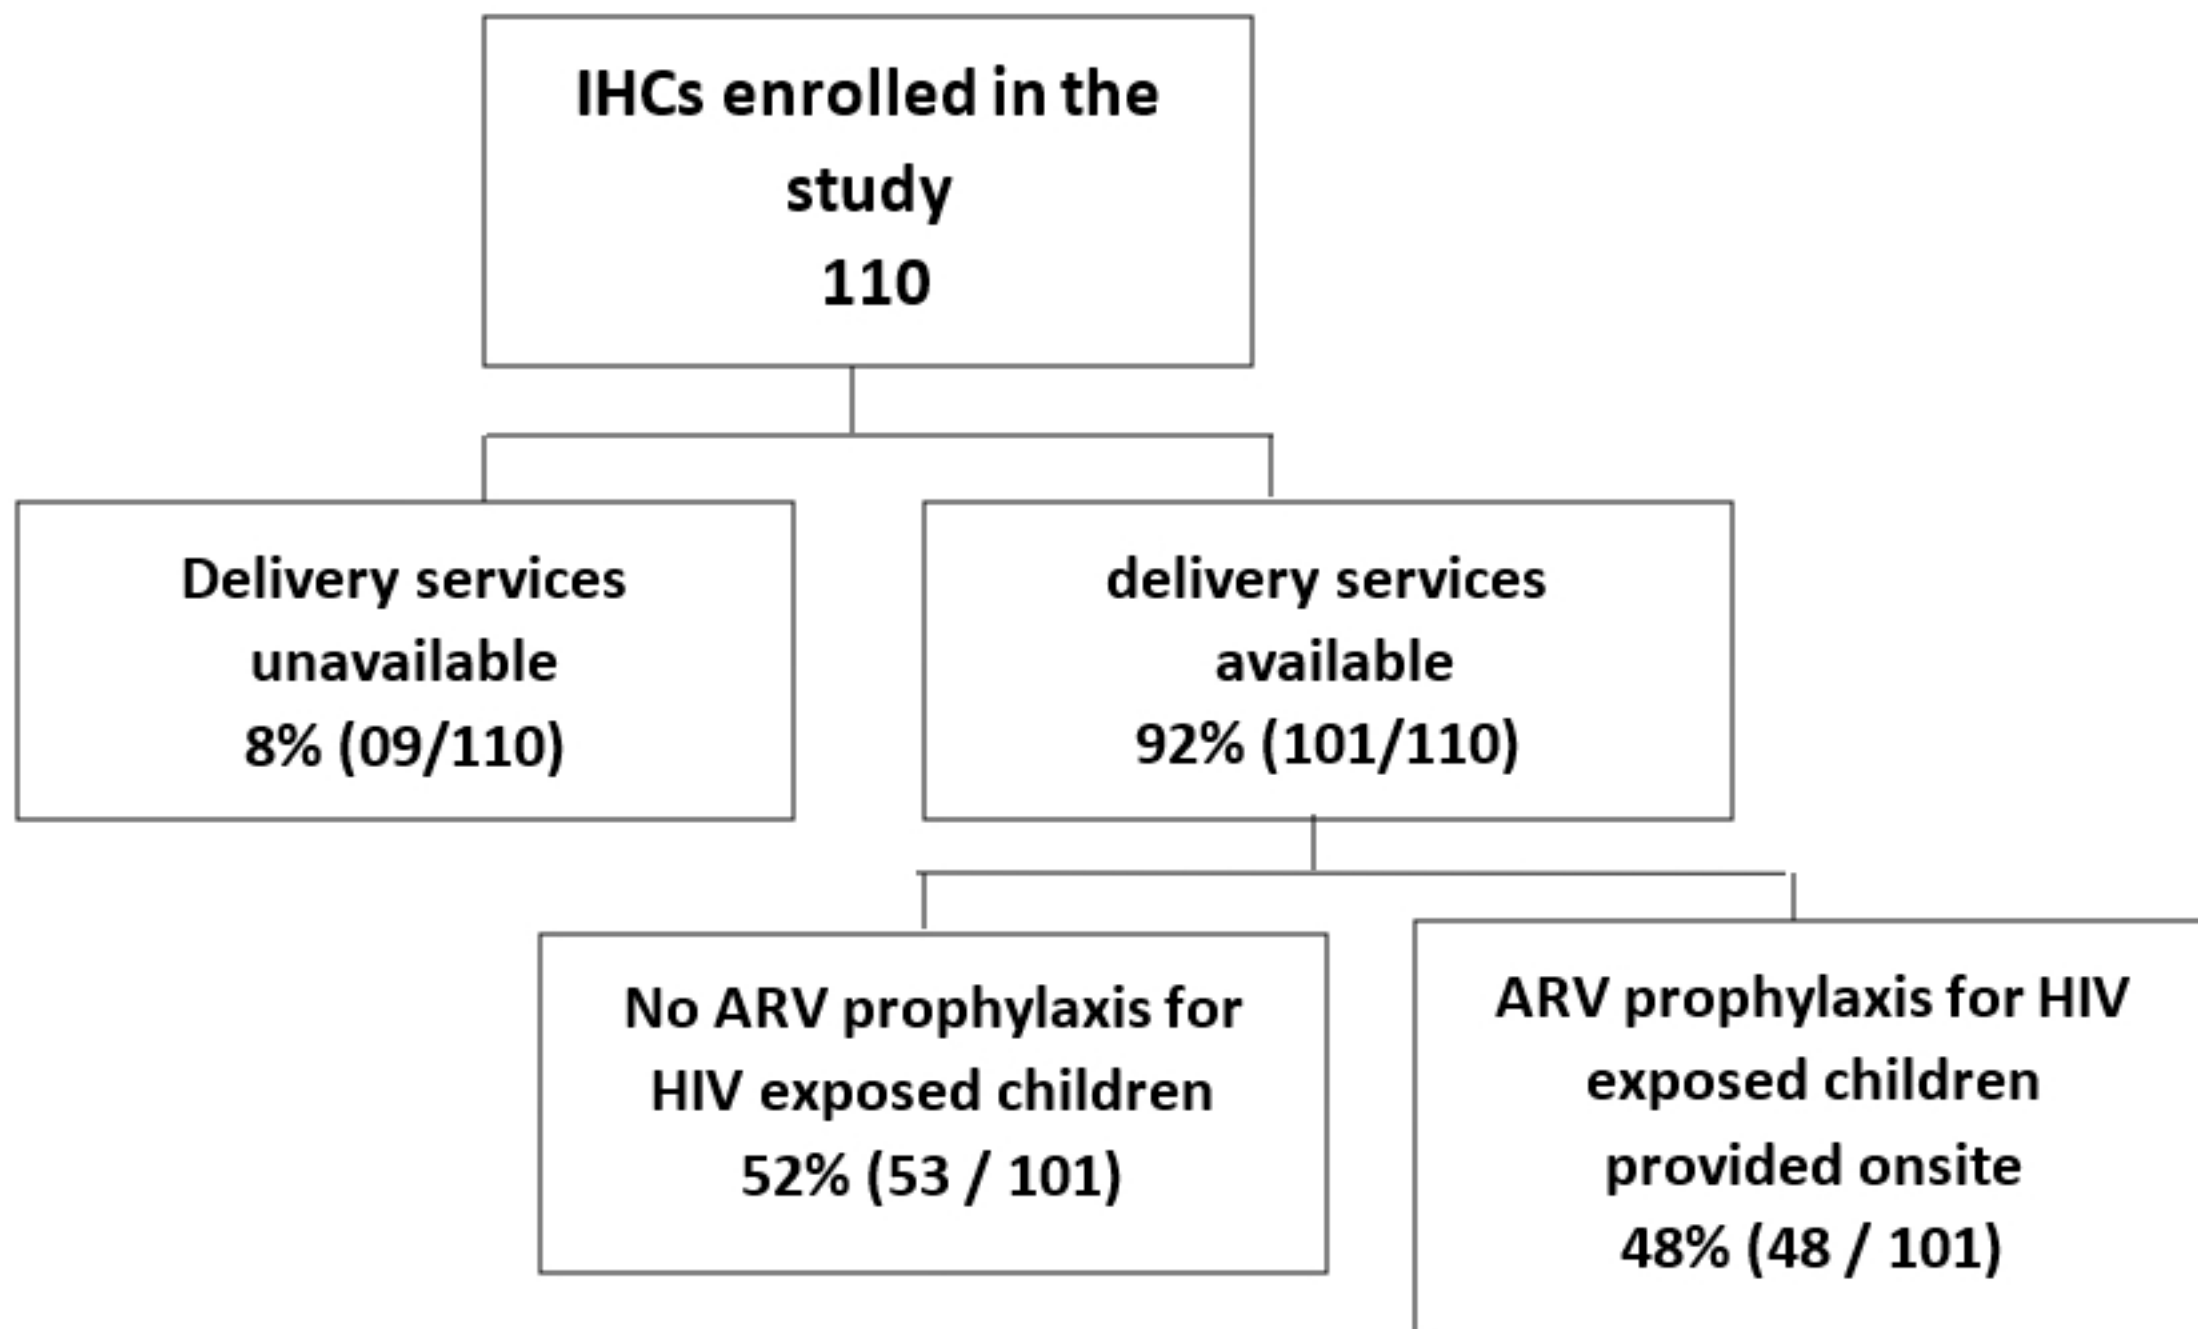 IHCs enrolled in the
study
110
Delivery services
unavailable
8% (09/110)
delivery services
available
92% (101/110)
No ARV prophylaxis for
HIV exposed children
52% (53 / 101)
ARV prophylaxis for HIV
exposed children
provided onsite
48% (48 / 101)